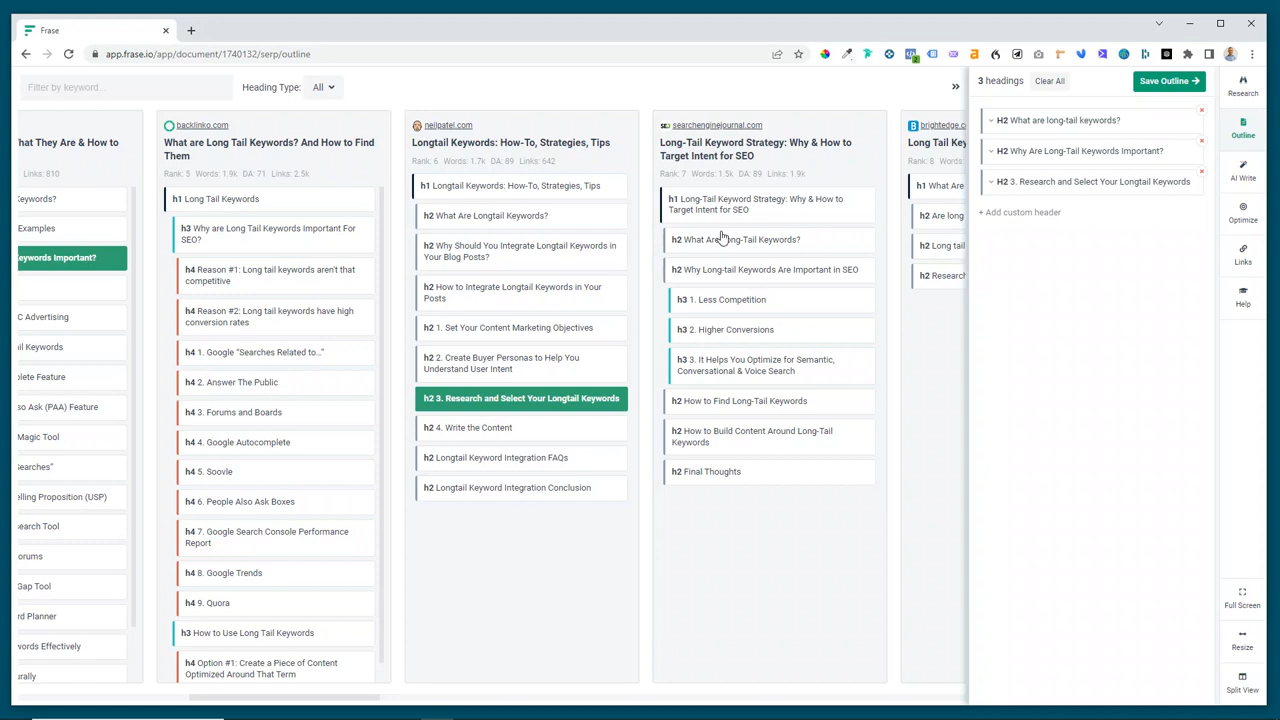 Frase
app.frase.io/app/document/1740132/serp/outline
2
Filter by keyword...
Heading Type:
All
hat They Are & How to
Links: 810
eywords?
Examples
eywords Important?
C Advertising
ail Keywords
plete Feature
so Ask (PAA) Feature
Magic Tool
earches"
elling Proposition (USP)
search Tool
orums
Gap Tool
rd Planner
words Effectively
urally
backlinko.com
What are Long Tail Keywords? And How to Find
Them
Rank: 5 Words: 1.9k DA: 71 Links: 2.5k
h1 Long Tail Keywords
h3 Why are Long Tail Keywords Important For
SEO?
h4 Reason #1: Long tail keywords aren't that
competitive
h4 Reason #2: Long tail keywords have high
conversion rates
h4 1. Google "Searches Related to…"
h4 2. Answer The Public
h4 3. Forums and Boards
h4 4. Google Autocomplete
h4 5. Soovle
h4 6. People Also Ask Boxes
h4 7. Google Search Console Performance
Report
h4 8. Google Trends
h4 9. Quora
h3 How to Use Long Tail Keywords
h4 Option #1: Create a Piece of Content
Optimized Around That Term
neilpatel.com
Longtail Keywords: How-To, Strategies, Tips
Rank: 6 Words: 1.7k DA: 89 Links: 642
h1 Longtail Keywords: How-To, Strategies, Tips
h2 What Are Longtail Keywords?
h2 Why Should You Integrate Longtail Keywords in
Your Blog Posts?
h2 How to Integrate Longtail Keywords in Your
Posts
h2 1. Set Your Content Marketing Objectives
h2 2. Create Buyer Personas to Help You
Understand User Intent
h2 3. Research and Select Your Longtail Keywords
h2 4. Write the Content
h2 Longtail Keyword Integration FAQs
h2 Longtail Keyword Integration Conclusion
searchenginejournal.com
Long-Tail Keyword Strategy: Why & How to
Target Intent for SEO
Rank: 7 Words: 1.5k DA: 89 Links: 1.9k
h1 Long-Tail Keyword Strategy: Why & How to
Target Intent for SEO
h2 What Are Long-Tail Keywords?
h2 Why Long-tail Keywords Are Important in SEO
h3 1. Less Competition
h3 2. Higher Conversions
h3 3. It Helps You Optimize for Semantic,
Conversational & Voice Search
h2 How to Find Long-Tail Keywords
h2 How to Build Content Around Long-Tail
Keywords
h2 Final Thoughts
brightedge.c
Long Tail Key
Rank: 8 Words:
h1 What Are
h2 Are long
h2 Long tail
h2 Research
3 headings
Clear All
Save Outline
H2 What are long-tail keywords?
H2 Why Are Long-Tail Keywords Important?
H2 3. Research and Select Your Longtail Keywords
+ Add custom header
Research
Outline
AI Write
Optimize
Links
Help
Full Screen
Resize
Split View